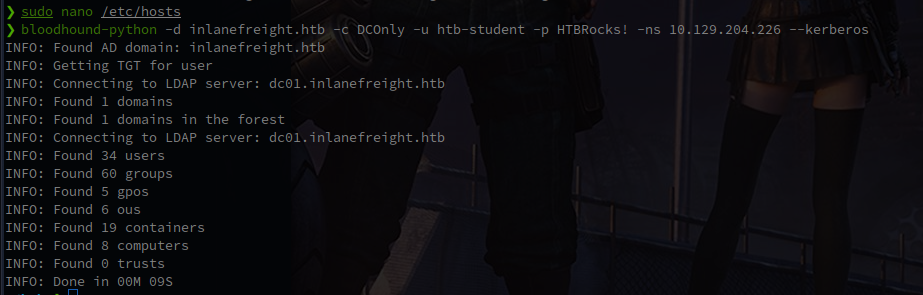 ❯ sudo nano /etc/hosts
❯ bloodhound-python -d inlanefreight.htb -c DCOnly -u htb-student -p HTBRocks! -ns 10.129.204.226 --kerberos
INFO: Found AD domain: inlanefreight.htb
INFO: Getting TGT for user
INFO: Connecting to LDAP server: dc01.inlanefreight.htb
INFO: Found 1 domains
INFO: Found 1 domains in the forest
INFO: Connecting to LDAP server: dc01.inlanefreight.htb
INFO: Found 34 users
INFO: Found 60 groups
INFO: Found 5 gpos
INFO: Found 6 ous
INFO: Found 19 containers
INFO: Found 8 computers
INFO: Found 0 trusts
INFO: Done in 00M 09S